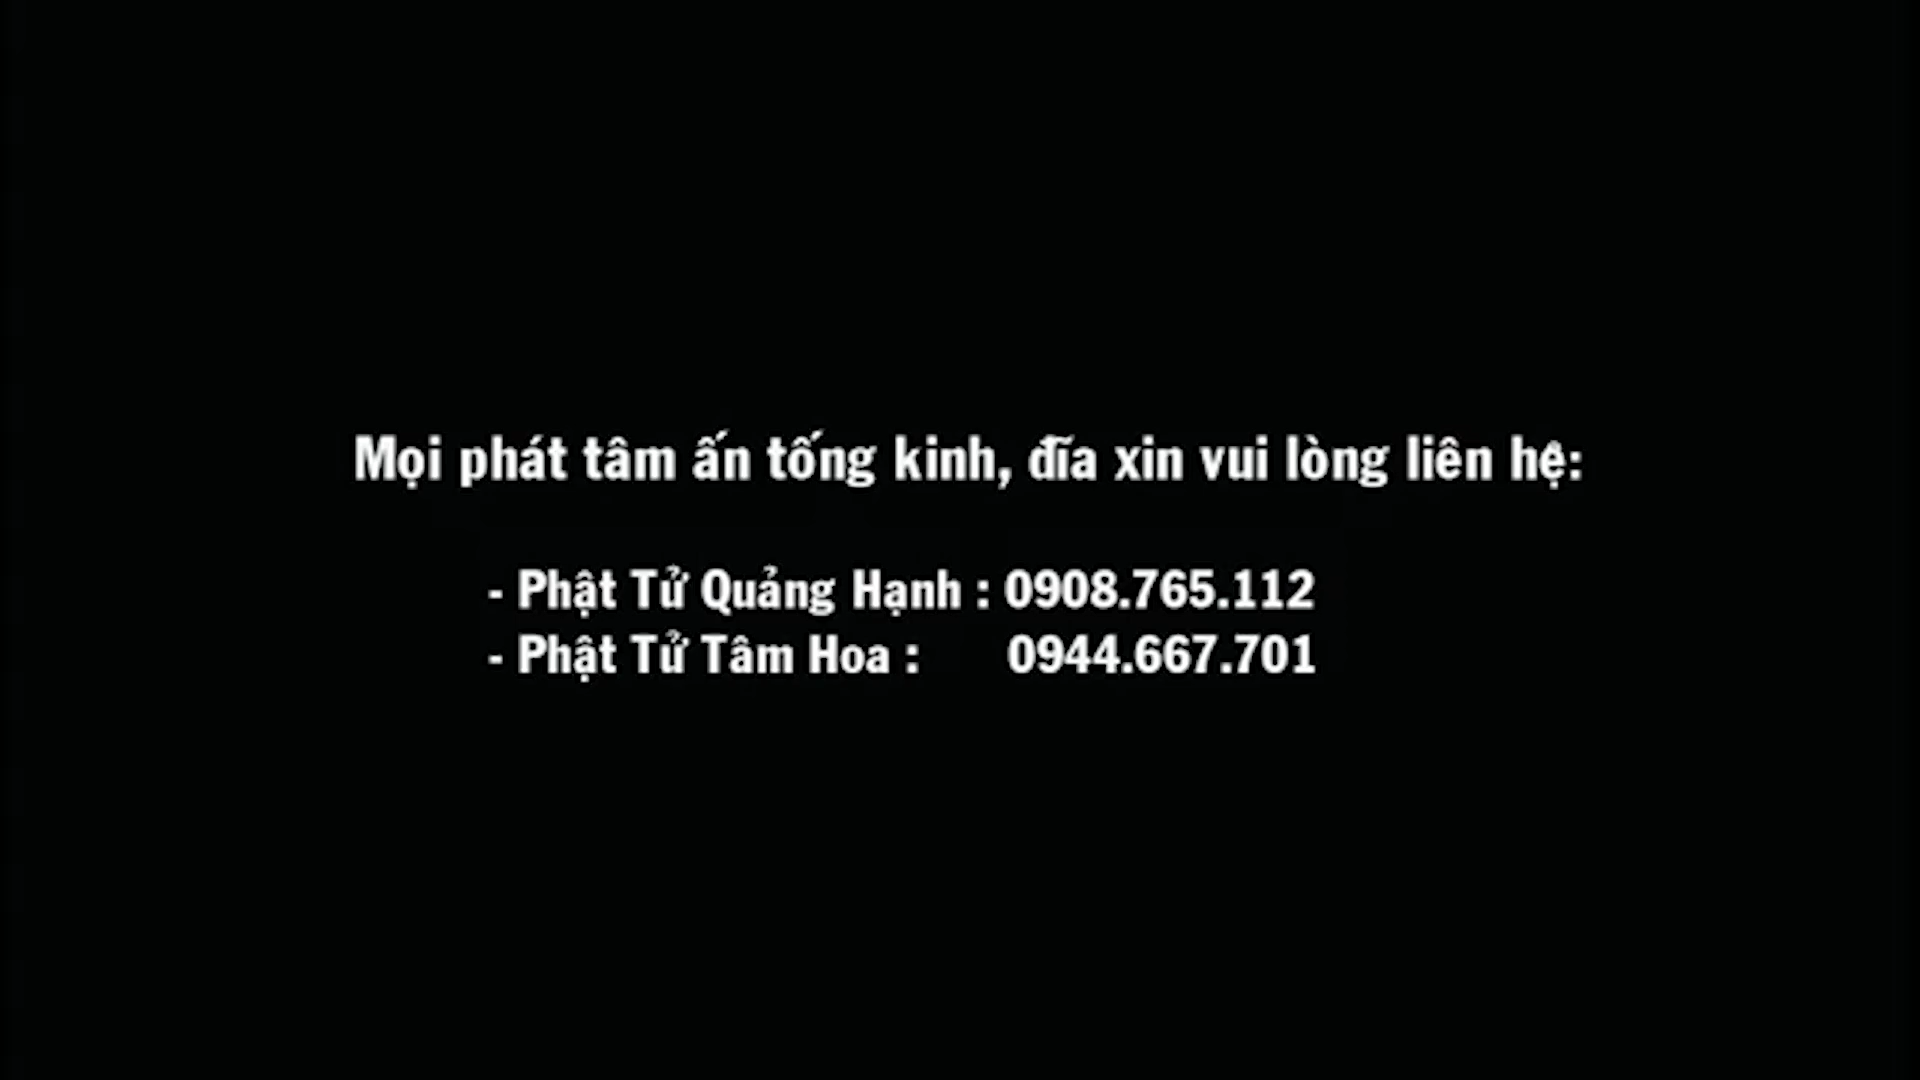 Mọi phát tâm ấn tống kinh, đĩa xin vui lòng liên hệ:
- Phật Tử Quảng Hạnh : 0908.765.112
- Phật Tử Tâm Hoa : 0944.667.701